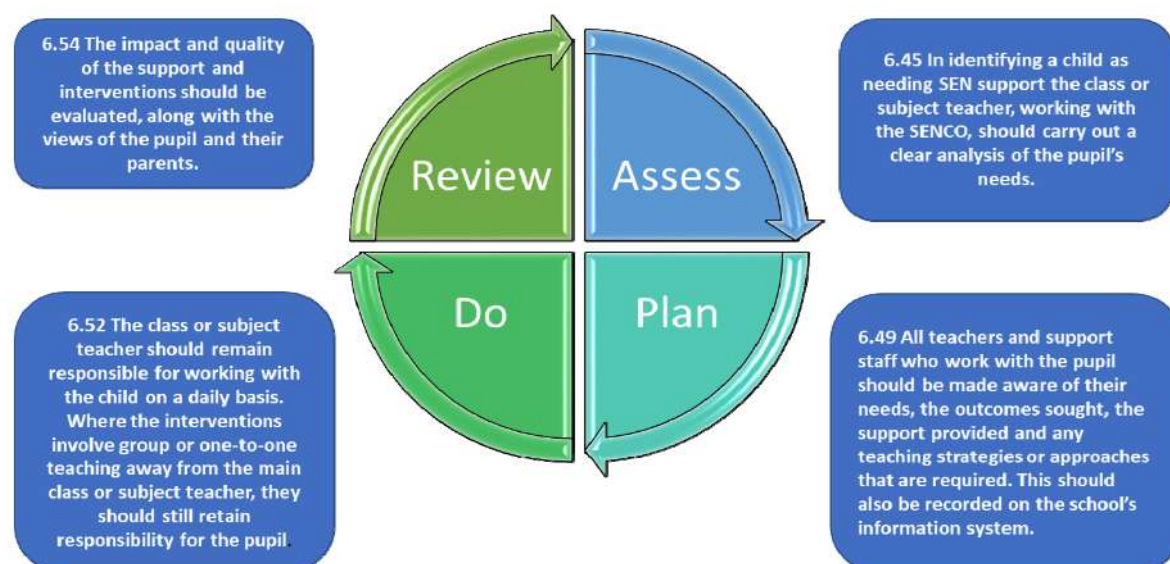 6.54 The impact and quality
of the support and
interventions should be
evaluated, along with the
views of the pupil and their
parents.
Review
Assess
6.45 In identifying a child as
needing SEN support the class or
subject teacher, working with
the SENCO, should carry out a
clear analysis of the pupil's
needs.
6.52 The class or subject
teacher should remain
responsible for working with
the child on a daily basis.
Where the interventions
involve group or one-to-one
teaching away from the main
class or subject teacher, they
should still retain
responsibility for the pupil.
Do
Plan
6.49 All teachers and support
staff who work with the pupil
should be made aware of their
needs, the outcomes sought, the
support provided and any
teaching strategies or approaches
that are required. This should
also be recorded on the school's
information system.